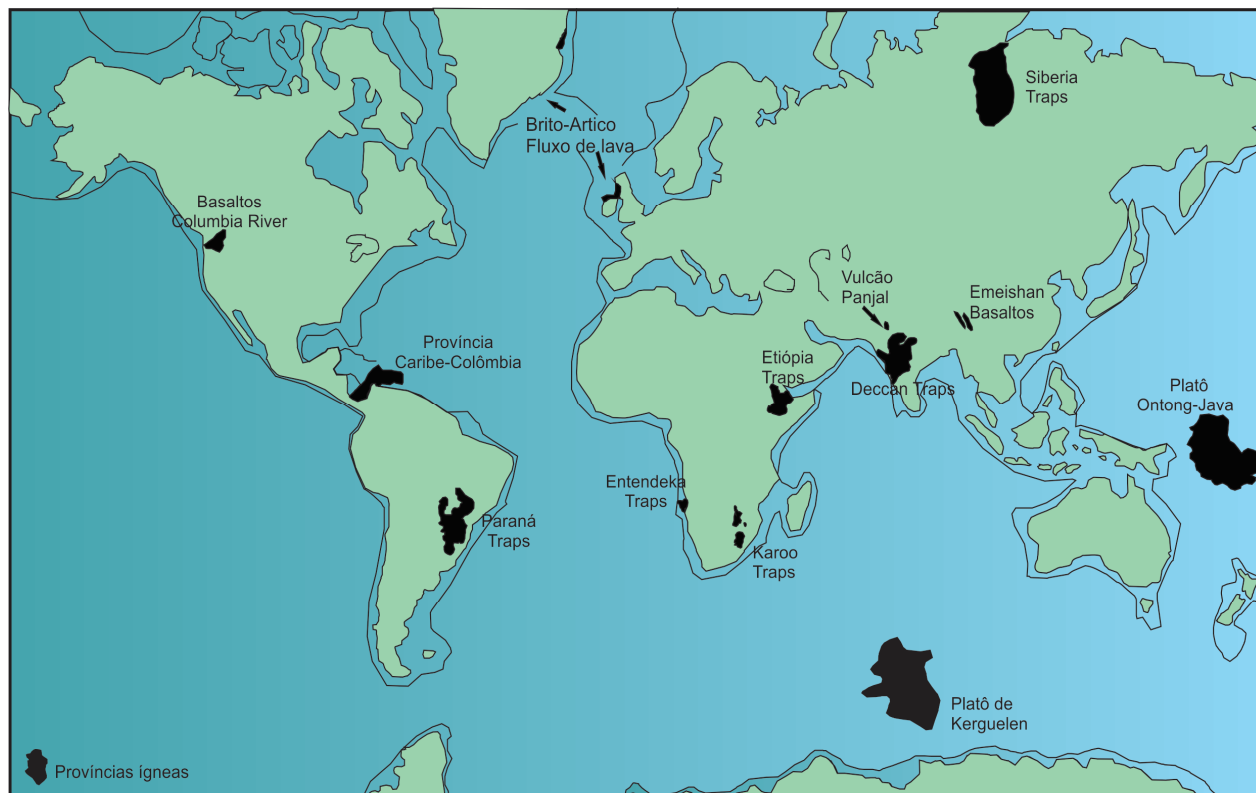 Siberia
Traps
Brito-Artico
Fluxo de lava
Basaltos
Columbia River
Vulcão
Panjal
Emeishan
Basaltos
Província
Caribe-Colômbia
Etiópia
Traps
Deccan Traps
Platô
Ontong-Java
Entendeka
Traps
Paraná
Traps
Karoo
Traps
Platô de
Kerguelen
Províncias ígneas